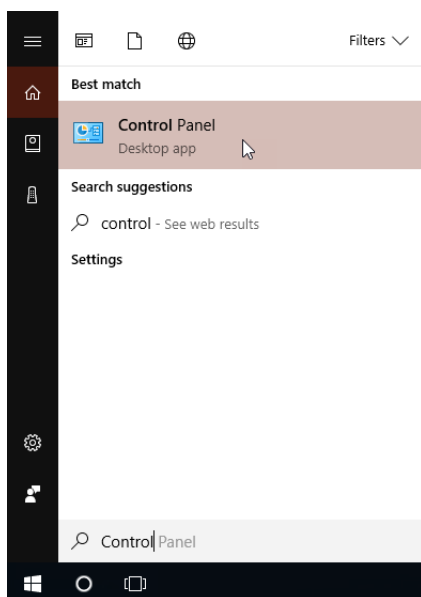 Filters
Best match
Control Panel
Desktop app
Search suggestions
control - See web results
Settings
Control Panel